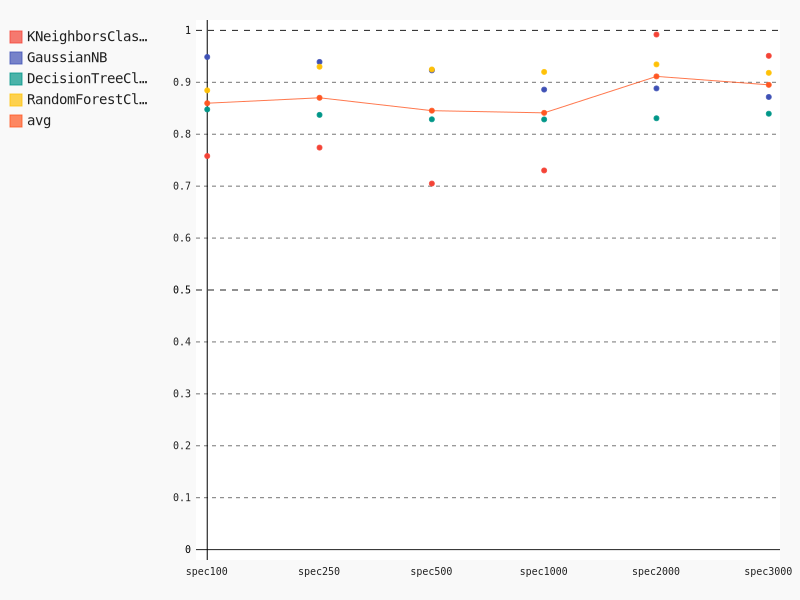 KNeighborsClas…
GaussianNB
DecisionTreeCl…
RandomForestCl…
avg
1
0.9
0.8
0.7
0.6
0.5
0.4
0.3
0.2
0.1
0
spec100 spec250 spec500 spec1000 spec2000 spec3000